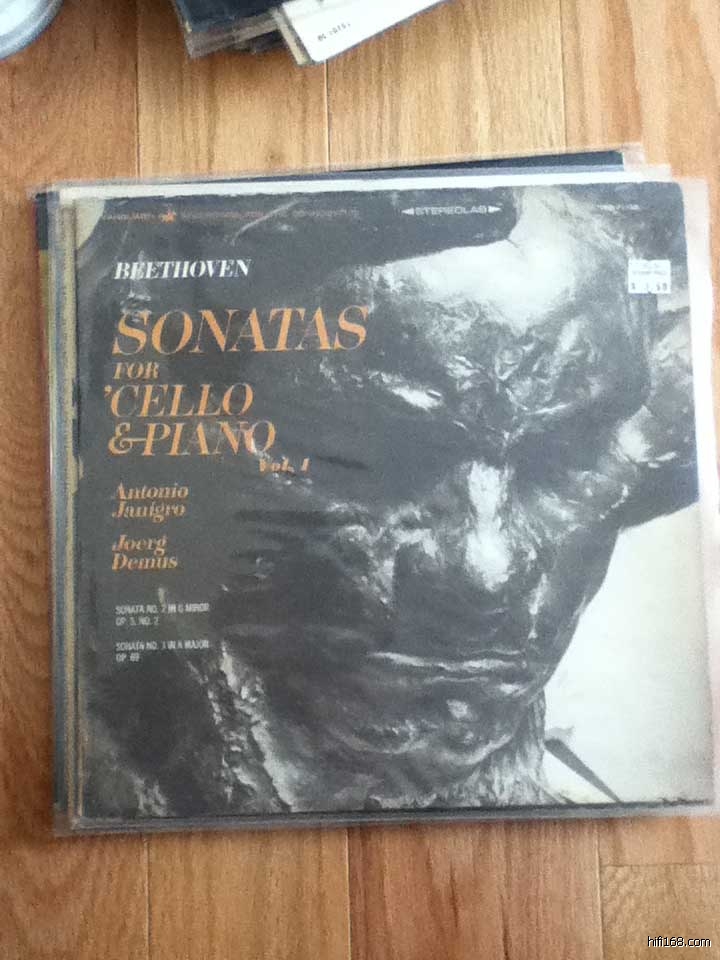 STEREOLAB
BEETHOVEN
SONATAS
FOR
'CELLO
&PIANO
Vol. 1
Antonio
Janigro
Joerg
Demus
SONATA NO. 2 IN G MINOR
OP 5, NO. 2
SONATA NO. 3 IN A MAJOR
OP 69
hifi168.com